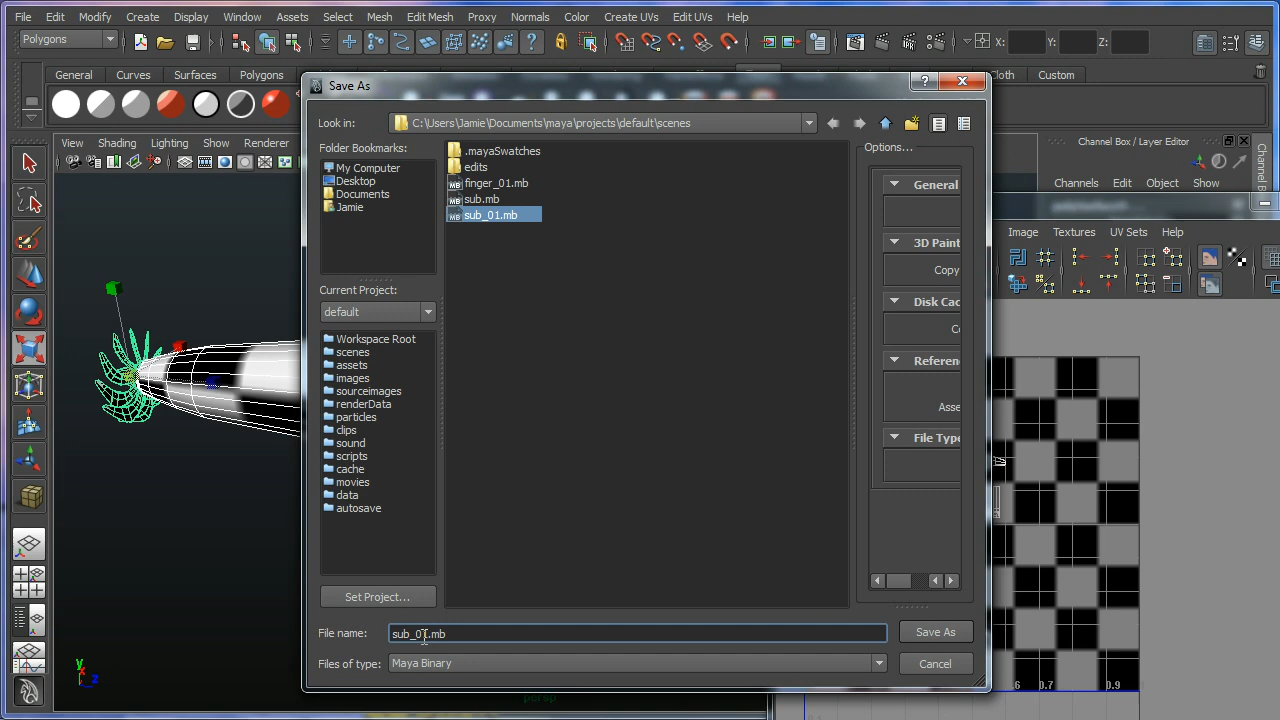 File Edit Modify Create Display Window Assets Select Mesh Edit Mesh Proxy Normals Color Create UVs Edit UVs Help
Polygons X: Y: Z:
General Curves Surfaces Polygons Cloth Custom
Save As
View Shading Lighting Show Renderer
Look in: C:\Users\Jamie\Documents\maya\projects\default\scenes
Folder Bookmarks:
My Computer
Desktop
Documents
Jamie
.mayaSwatches
edits
finger_01.mb
sub.mb
sub_01.mb
Current Project:
default
Workspace Root
scenes
assets
images
sourceimages
renderData
particles
clips
sound
scripts
cache
movies
data
autosave
Set Project...
File name:
Files of type: Maya Binary
Save As
Cancel
Options...
General
3D Paint
Copy
Disk Cac
Co
Referen
Asse
File Type
Channel Box / Layer Editor
Channels Edit Object Show
Image Textures UV Sets Help
Channel Box
0.7 0.9
persp
y
x
z